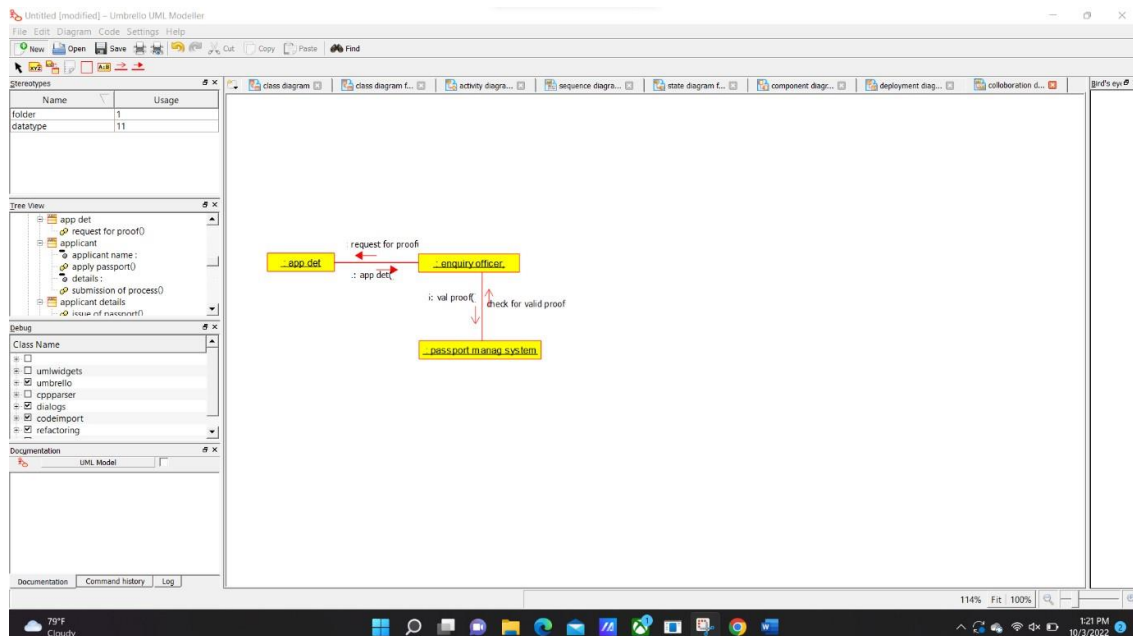 Untitled [modified] – Umbrello UML Modeller
File Edit Diagram Code Settings Help
New Open Save Cut Copy Paste Find
XYZ A:B
Stereotypes
Name Usage
folder 1
datatype 11
Tree View
app det
request for proof()
applicant
applicant name :
apply passport()
details :
submission of process()
applicant details
issue of passport()
Debug
Class Name
umlwidgets
umbrello
cppparser
dialogs
codeimport
refactoring
Documentation
UML Model
Documentation Command history Log
class diagram class diagram f... activity diagra... sequence diagra... state diagram f... component diagr... deployment diag... colloboration d...
Bird's eye
: request for proof(
: app det : enquiry officer
.: app det(
i: val proof( check for valid proof
: passport manag system
114% Fit 100%
79°F
Cloudy
1:21 PM
10/3/2022 2